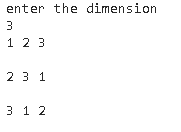 enter the dimension
3
1 2 3
2 3 1
3 1 2